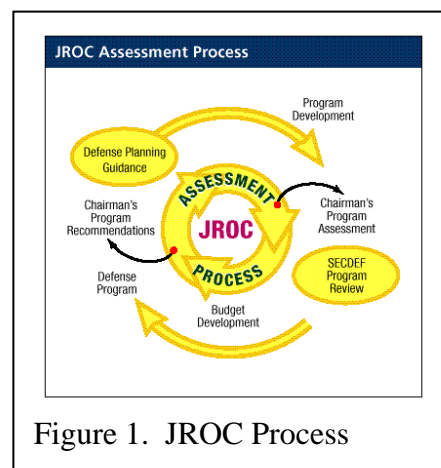 JROC Assessment Process
Program
Development
Defense Planning
Guidance
ASSESSMENT
Chairman's
Program
Recommendations
JROC
Chairman's
Program
Assessment
PROCESS
SECDEF
Program
Review
Defense
Program
Budget
Development
Figure 1. JROC Process